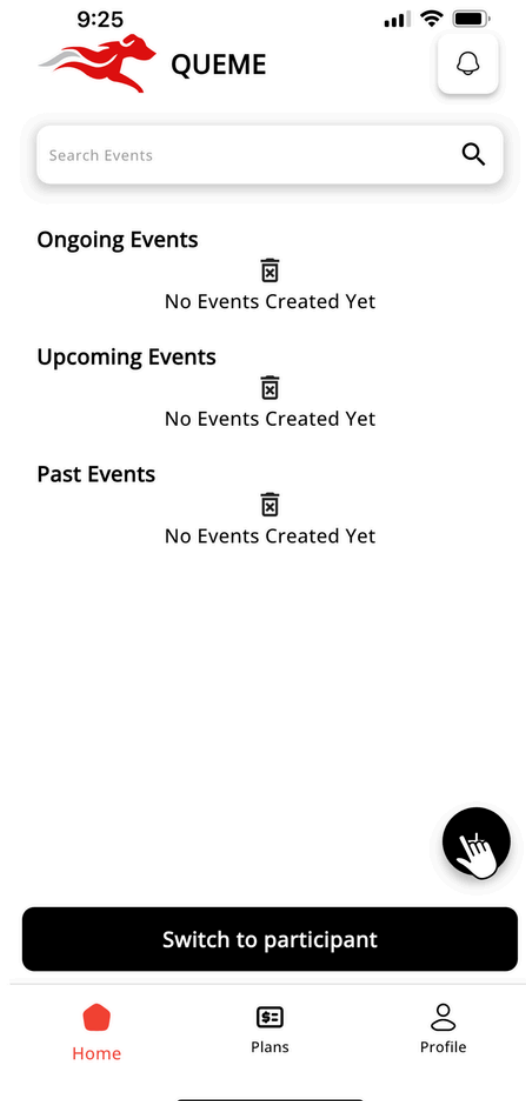 9:25
QUEME
Search Events
Ongoing Events
No Events Created Yet
Upcoming Events
No Events Created Yet
Past Events
No Events Created Yet
Switch to participant
Home
Plans
Profile